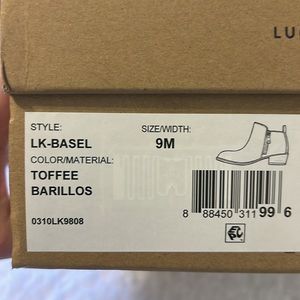 LU
STYLE: SIZE/WIDTH:
LK-BASEL 9M
COLOR/MATERIAL:
TOFFEE
BARILLOS
0310LK9808
8 88450 311 99 6